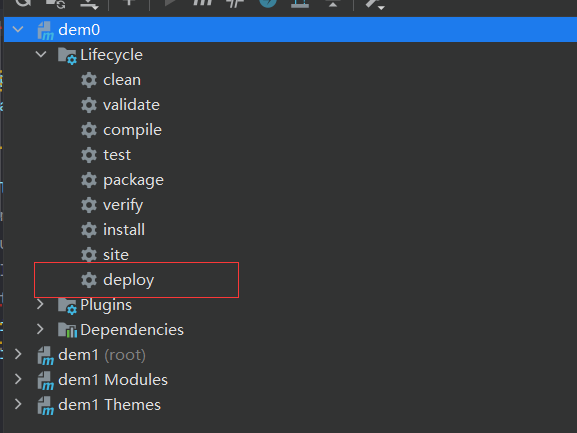 dem0
Lifecycle
clean
validate
compile
test
package
verify
install
site
deploy
Plugins
Dependencies
dem1 (root)
dem1 Modules
dem1 Themes